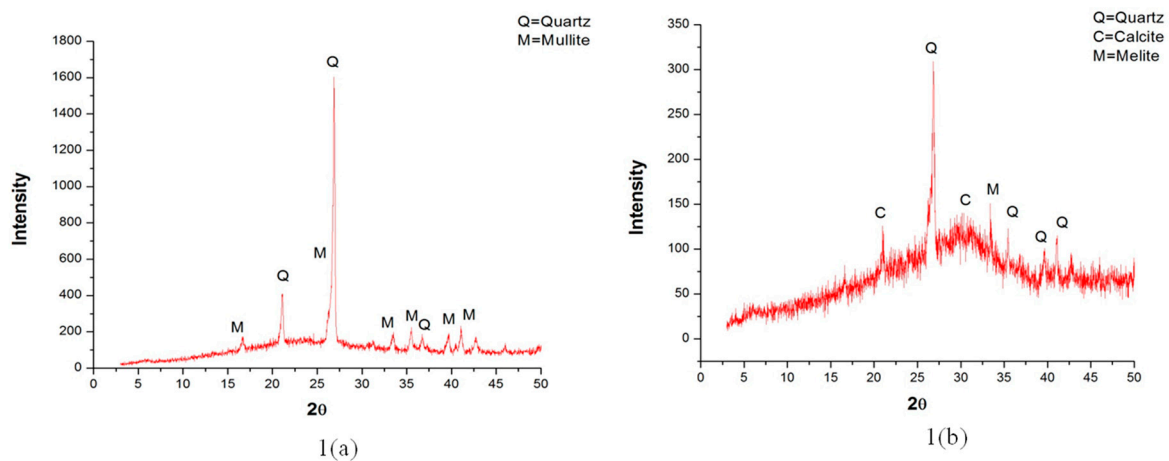 Q=Quartz
M=Mullite
1800
1600
1400
1200
1000
800
600
400
200
0
Intensity
M
Q
M
Q
M
M
Q
M
M
0 5 10 15 20 25 30 35 40 45 50
2θ
1(a)
Q=Quartz
C=Calcite
M=Melite
350
300
250
200
150
100
50
0
Intensity
C
Q
C
M
Q
Q
Q
0 5 10 15 20 25 30 35 40 45 50
2θ
1(b)